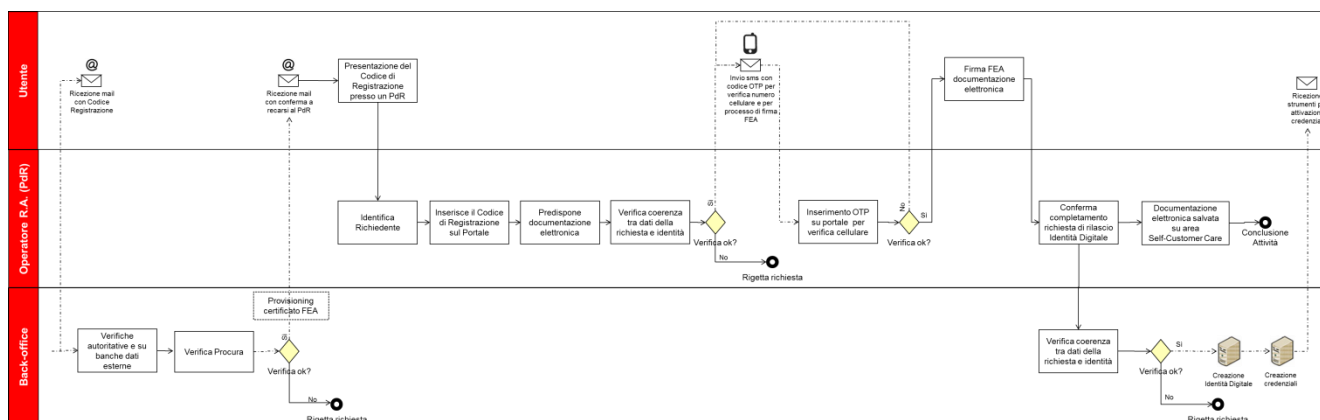 Utente
@
Ricezione mail
con Codice
Registrazione
@
Ricezione mail
con conferma a
recarsi al PdR
Presentazione del
Codice di
Registrazione
presso un PdR
Invio sms con
codice OTP per
verifica numero
cellulare e per
processo di firma
FEA
Firma FEA
documentazione
elettronica
Ricezione
strumenti p
attivazion
credenzial
Operatore R.A. (PdR)
Identifica
Richiedente
Inserisce il Codice
di Registrazione
sul Portale
Predispone
documentazione
elettronica
Verifica coerenza
tra dati della
richiesta e identità
Si
Verifica ok?
No
Rigetta richiesta
Inserimento OTP
su portale per
verifica cellulare
No
Si
Verifica ok?
Conferma
completamento
richiesta di rilascio
Identità Digitale
Documentazione
elettronica salvata
su area
Self-Customer Care
Conclusione
Attività
Back-office
Provisioning
certificato FEA
Verifiche
autoritative e su
banche dati
esterne
Verifica Procura
Si
Verifica ok?
No
Rigetta richiesta
Verifica coerenza
tra dati della
richiesta e identità
Si
Verifica ok?
No
Rigetta richiesta
Creazione
Identità Digitale
Creazione
credenziali